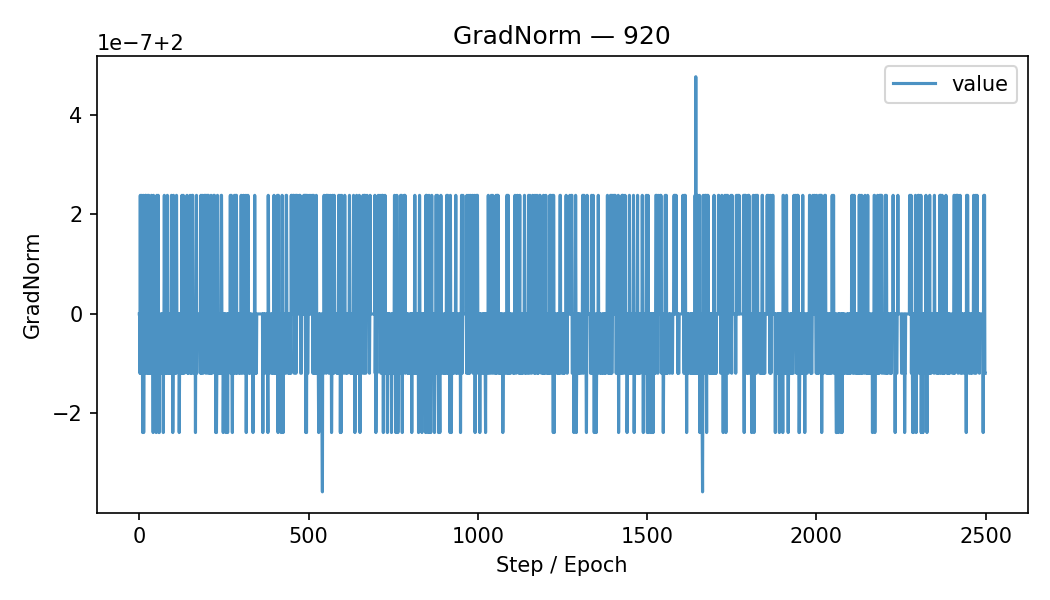 GradNorm — 920
1e−7+2
value
4
2
0
−2
GradNorm
0
500
1000
1500
2000
2500
Step / Epoch